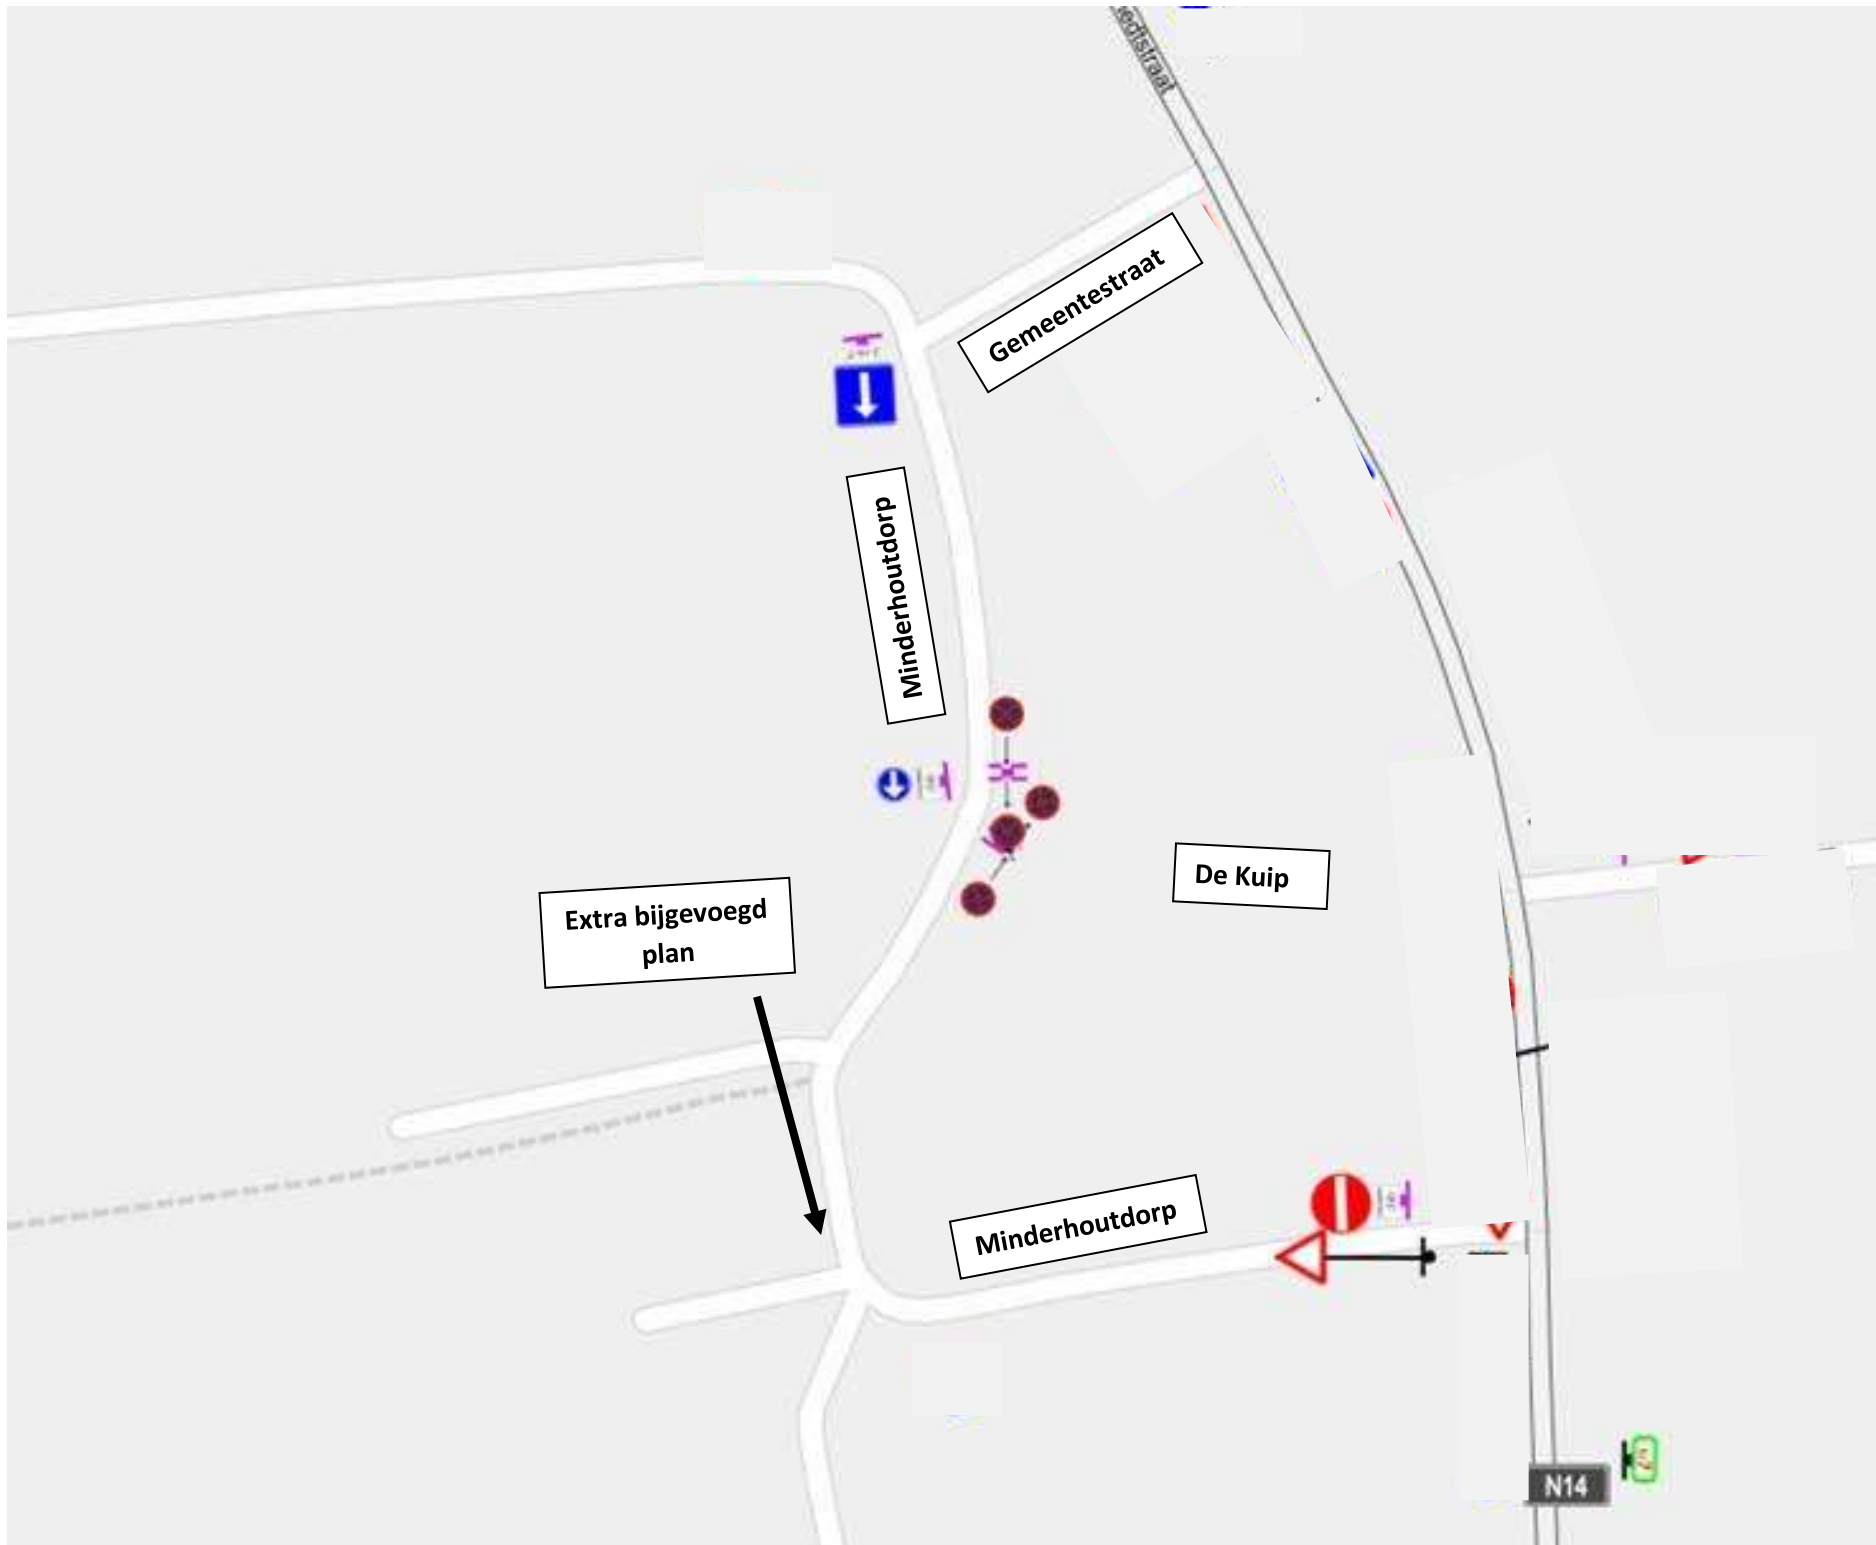 Gemeentestraat
Minderhoutdorp
De Kuip
Extra bijgevoegd
plan
Minderhoutdorp
N14